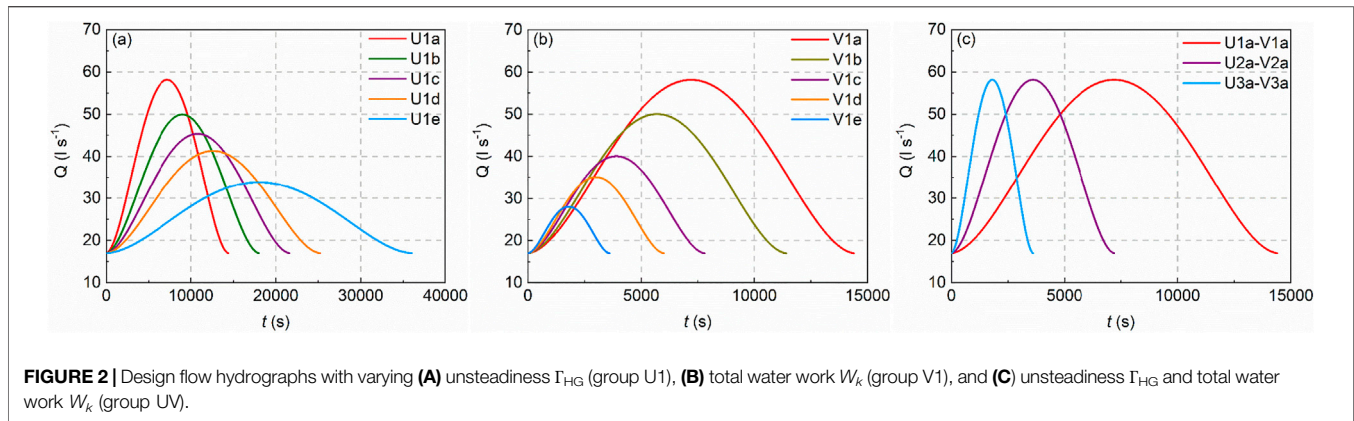 (a)
U1a
U1b
U1c
U1d
U1e
70
60
50
40
30
20
10
Q (l s⁻¹)
0 10000 20000 30000 40000
t (s)
(b)
V1a
V1b
V1c
V1d
V1e
70
60
50
40
30
20
10
Q (l s⁻¹)
0 5000 10000 15000
t (s)
(c)
U1a-V1a
U2a-V2a
U3a-V3a
70
60
50
40
30
20
10
Q (l s⁻¹)
0 5000 10000 15000
t (s)
FIGURE 2 | Design flow hydrographs with varying (A) unsteadiness ΓHG (group U1), (B) total water work Wk (group V1), and (C) unsteadiness ΓHG and total water
work Wk (group UV).